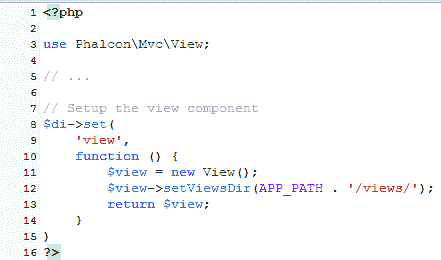 1 <?php
2
3 use Phalcon\Mvc\View;
4
5 // ...
6
7 // Setup the view component
8 $di->set(
9     'view',
10     function () {
11         $view = new View();
12         $view->setViewsDir(APP_PATH . '/views/');
13         return $view;
14     }
15 )
16 ?>